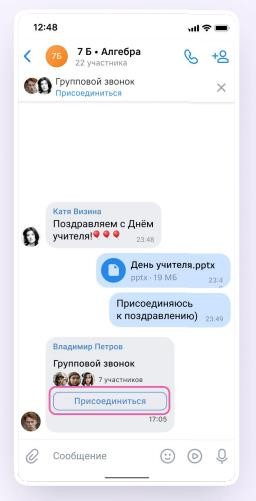 12:48
7Б
7 Б • Алгебра
22 участника
Групповой звонок
Присоединиться
Катя Визина
Поздравляем с Днём
учителя!🎈🎈🎈
23:48
День учителя.pptx
pptx · 19 МБ
23:4
Присоединяюсь
к поздравлению)
23:49
Владимир Петров
Групповой звонок
7 участников
Присоединиться
17:05
Сообщение